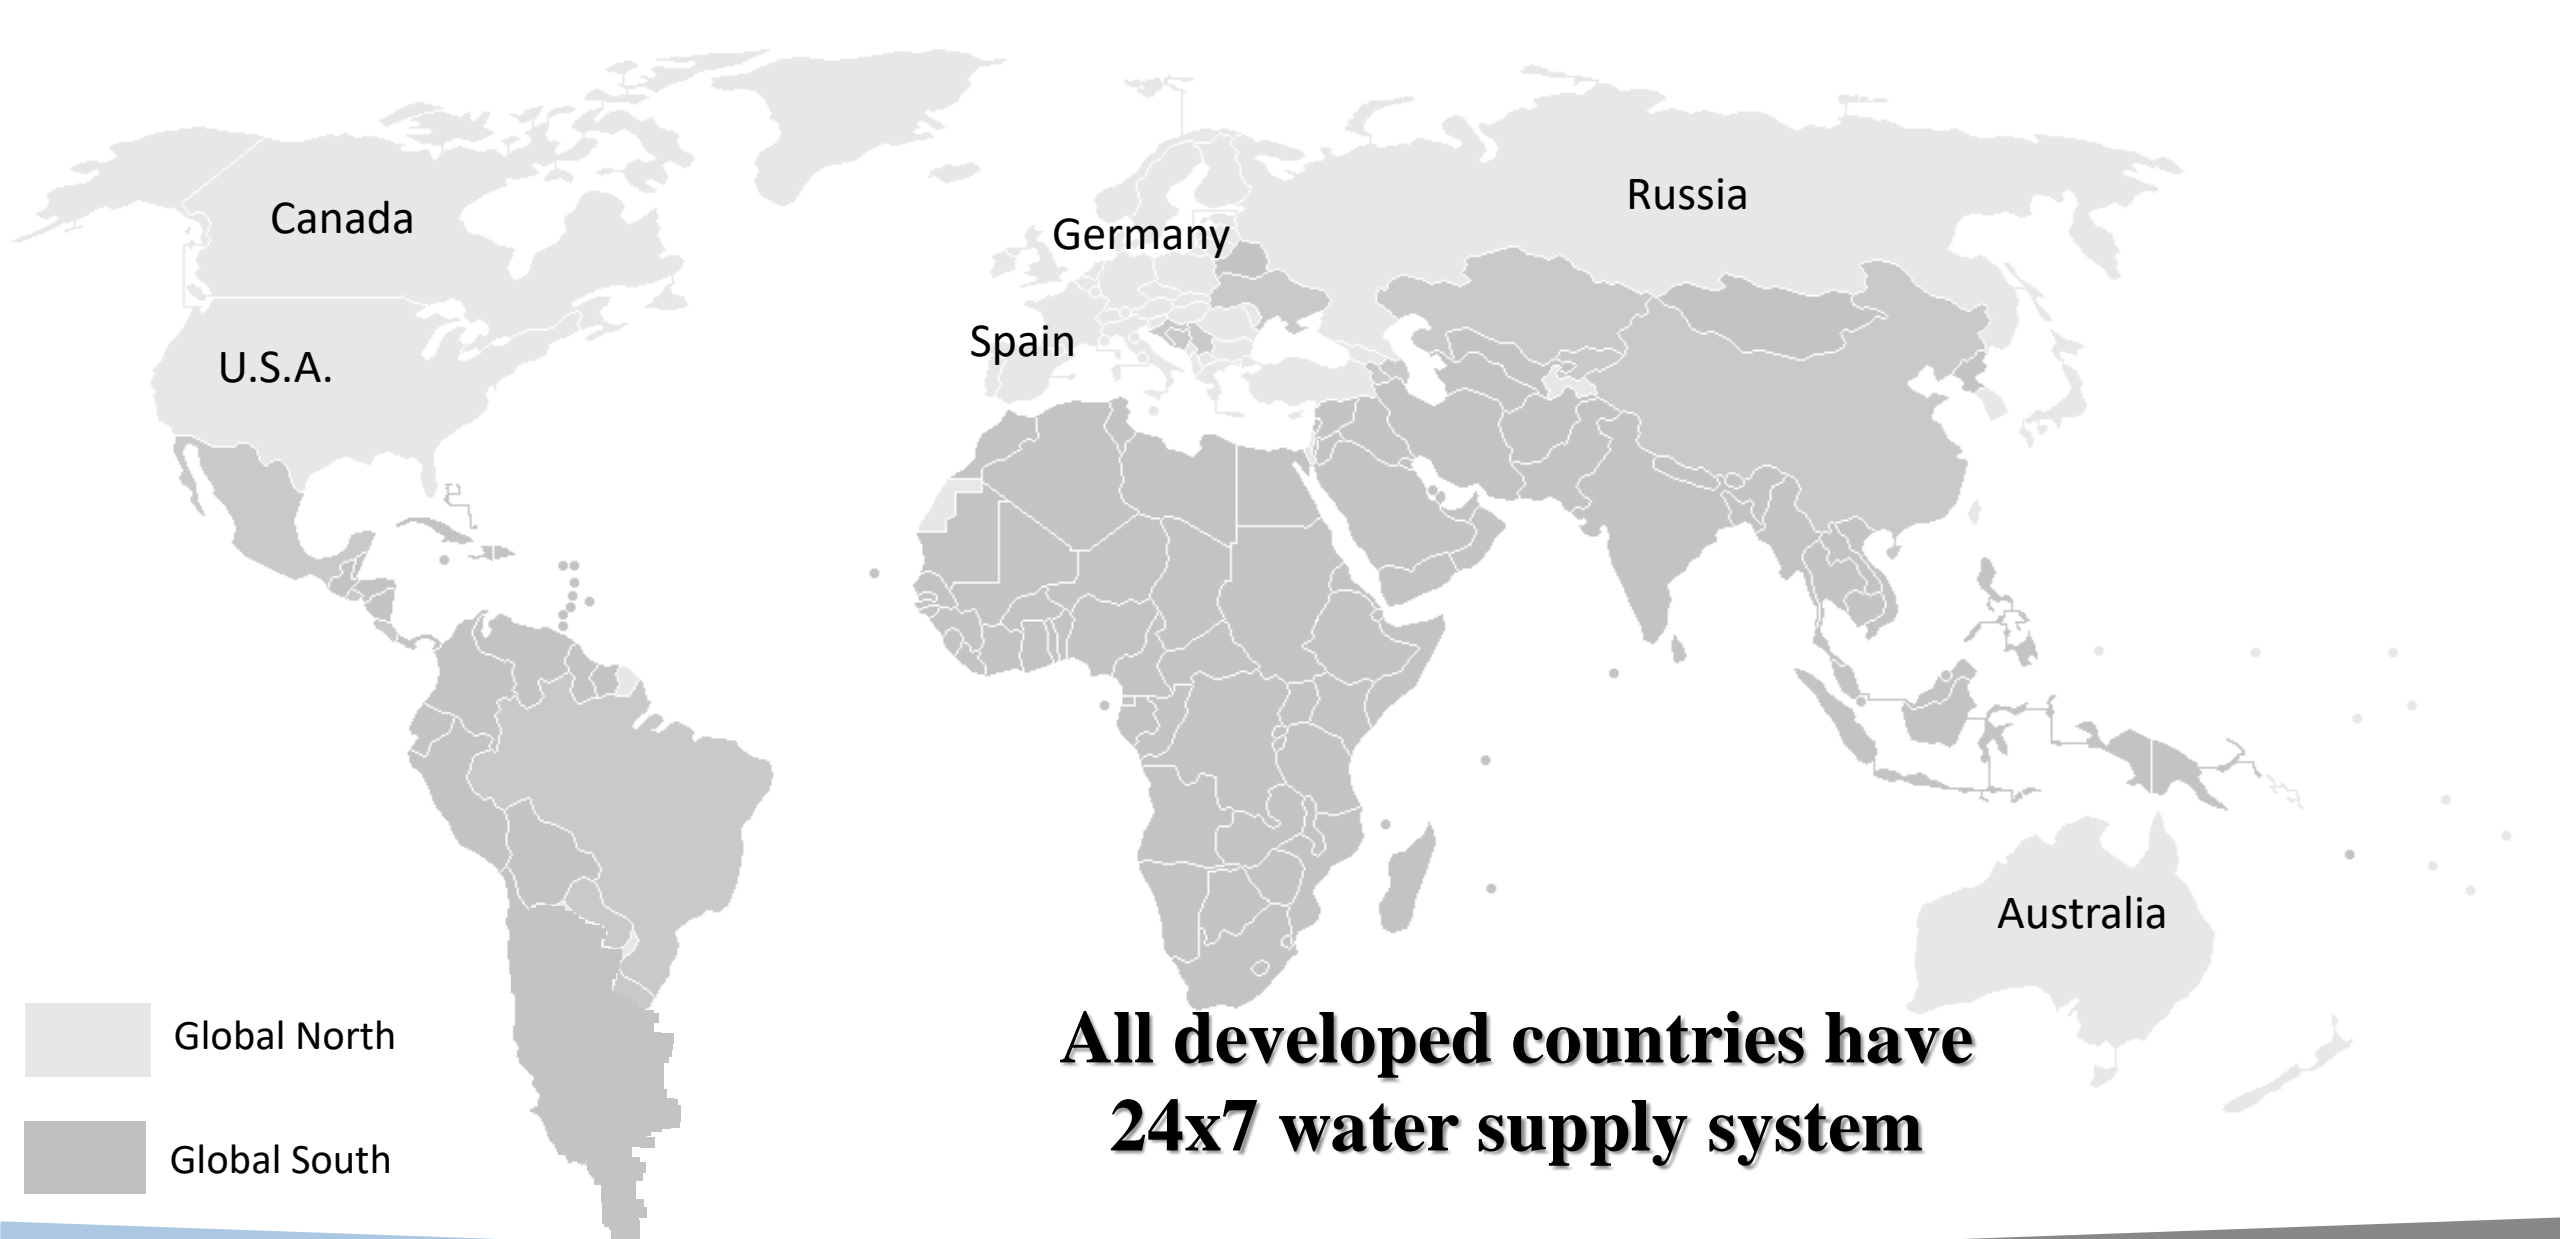 Canada
Russia
Germany
Spain
U.S.A.
Australia
Global North
Global South
All developed countries have
24x7 water supply system